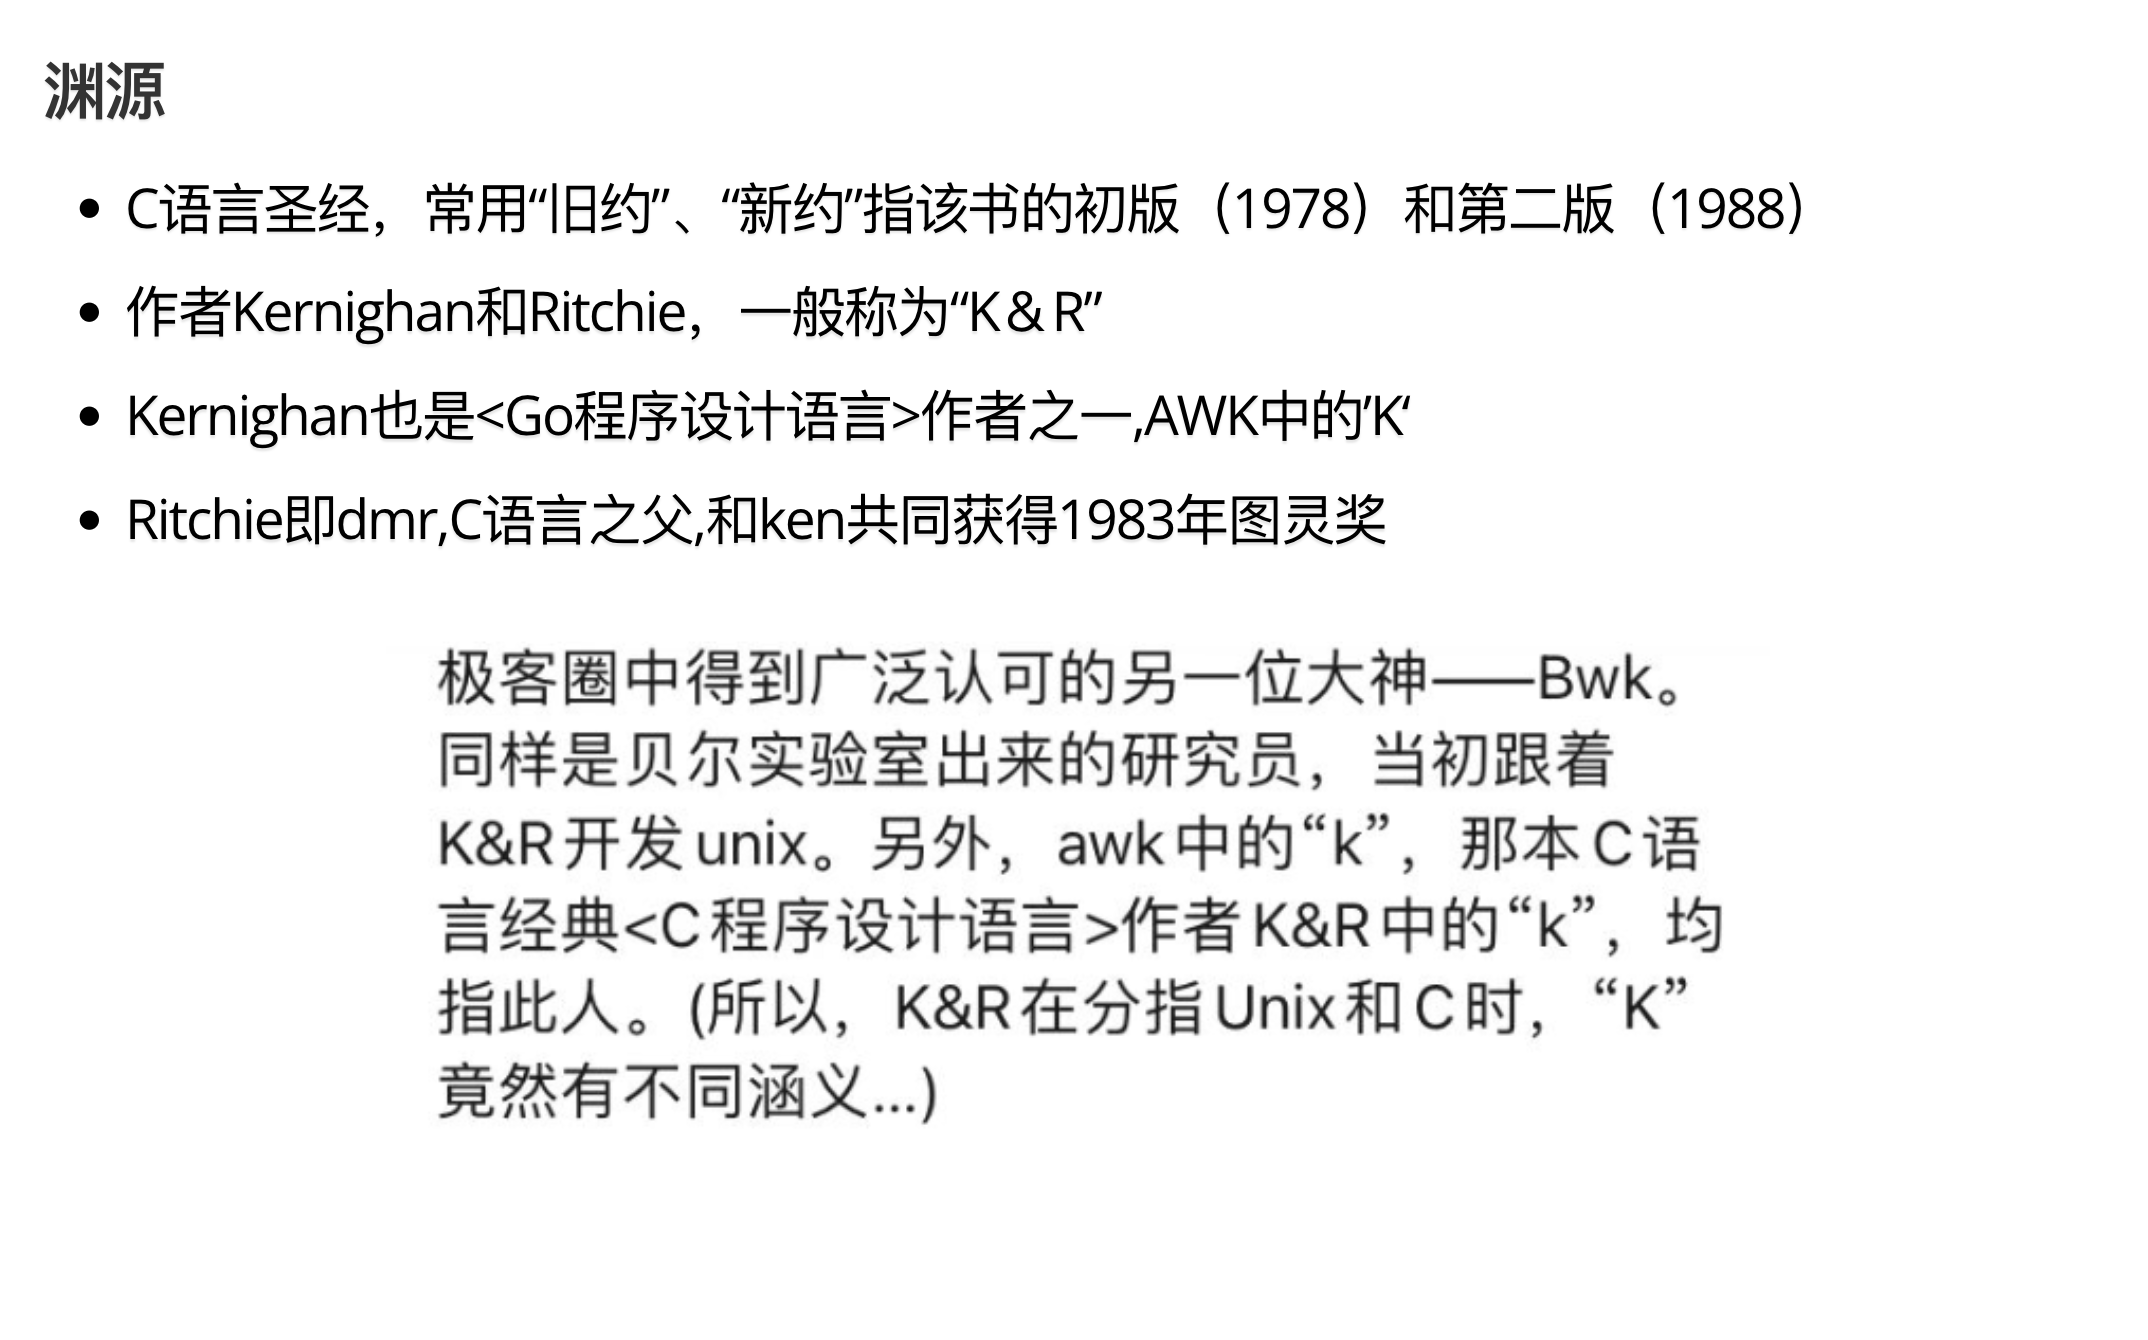 渊源
C语言圣经，常用“旧约”、“新约”指该书的初版（1978）和第二版（1988）
作者Kernighan和Ritchie，一般称为“K＆R”
Kernighan也是<Go程序设计语言>作者之一,AWK中的’K‘
Ritchie即dmr,C语言之父,和ken共同获得1983年图灵奖
极客圈中得到广泛认可的另一位大神——Bwk。
同样是贝尔实验室出来的研究员，当初跟着
K&R开发unix。另外，awk中的“k”，那本C语
言经典<C程序设计语言>作者K&R中的“k”，均
指此人。(所以，K&R在分指Unix和C时，“K”
竟然有不同涵义...)